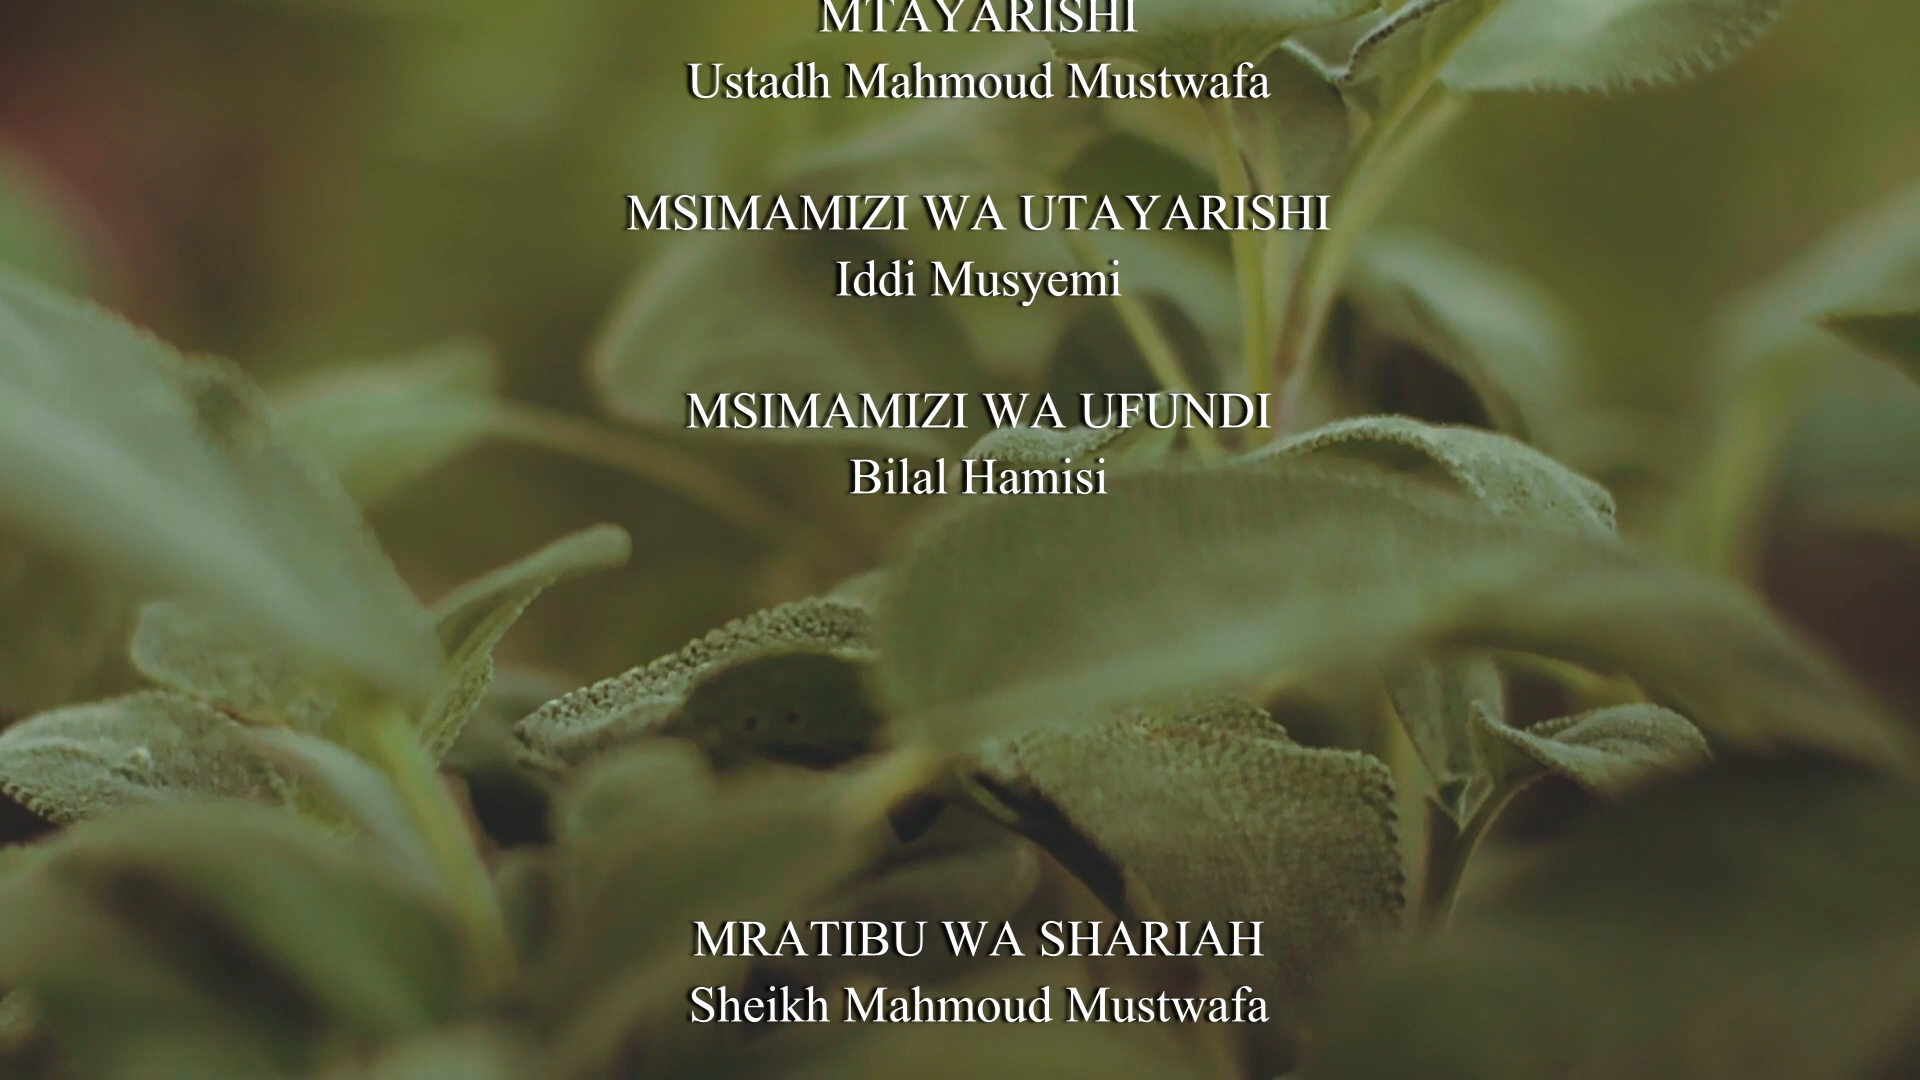 MTAYARISHI
Ustadh Mahmoud Mustwafa
MSIMAMIZI WA UTAYARISHI
Iddi Musyemi
MSIMAMIZI WA UFUNDI
Bilal Hamisi
MRATIBU WA SHARIAH
Sheikh Mahmoud Mustwafa